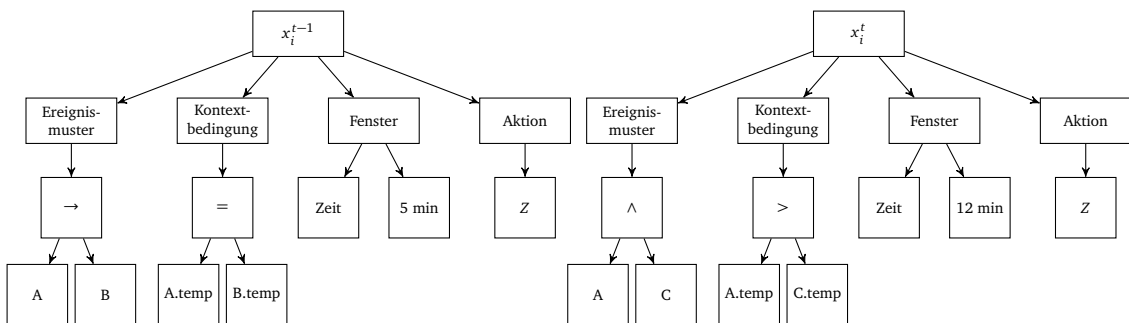 x_i^{t−1}
Ereignis-
muster
Kontext-
bedingung
Fenster
Aktion
→
=
Zeit
5 min
Z
A
B
A.temp
B.temp
x_i^t
Ereignis-
muster
Kontext-
bedingung
Fenster
Aktion
∧
>
Zeit
12 min
Z
A
C
A.temp
C.temp